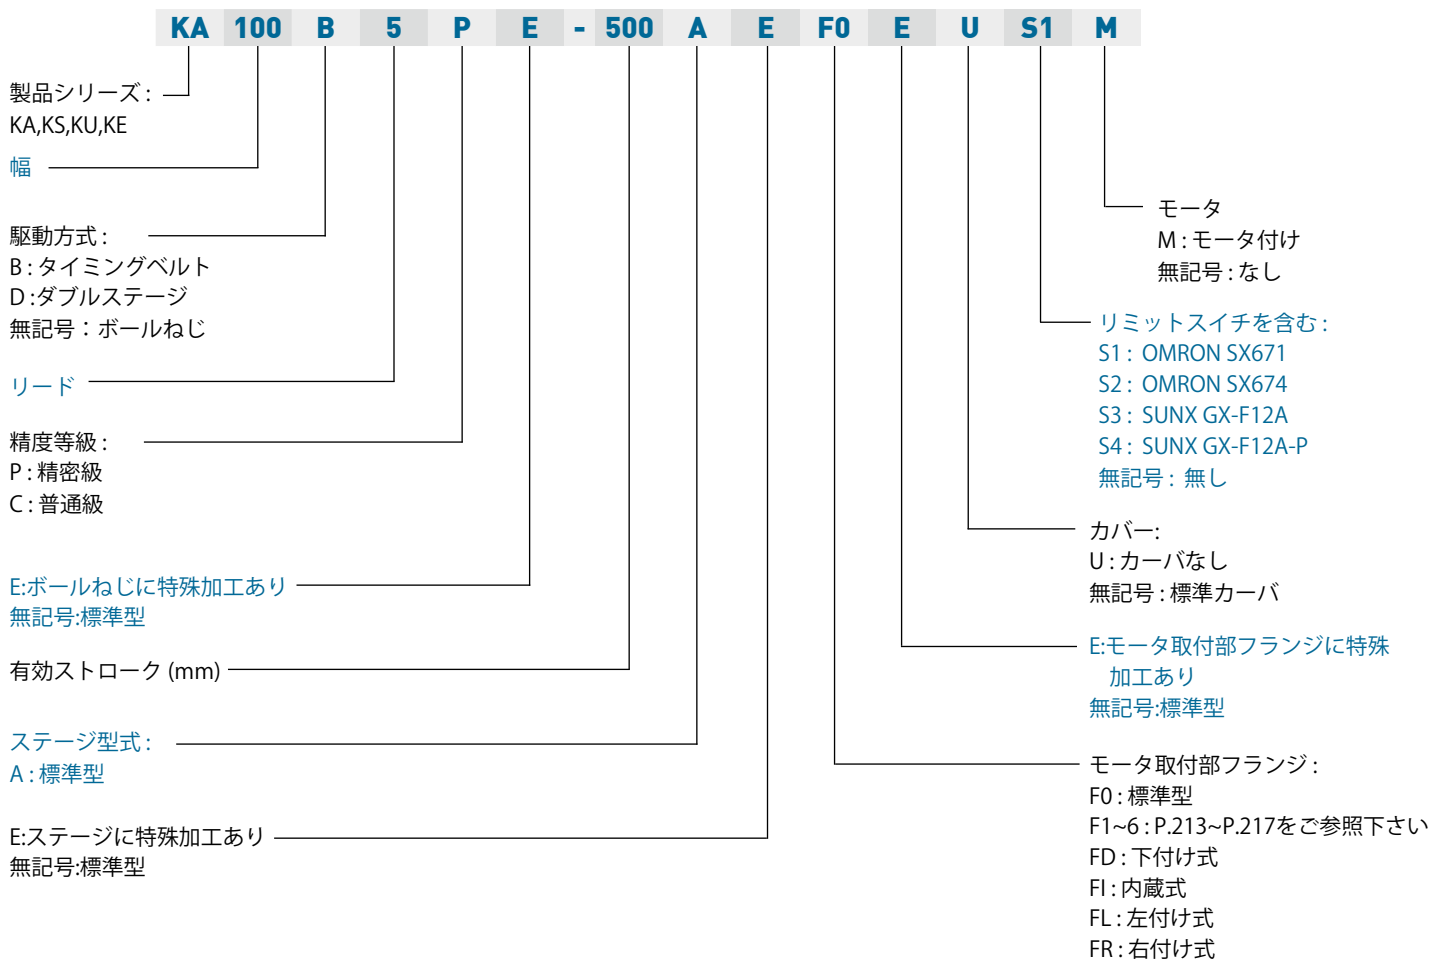 KA 100 B 5 P E - 500 A E F0 E U S1 M
製品シリーズ :
KA,KS,KU,KE
幅
駆動方式 :
B : タイミングベルト
D :ダブルステージ
無記号：ボールねじ
リード
精度等級 :
P : 精密級
C : 普通級
E:ボールねじに特殊加工あり
無記号:標準型
有効ストローク (mm)
ステージ型式 :
A : 標準型
E:ステージに特殊加工あり
無記号:標準型
モータ
M : モータ付け
無記号 : なし
リミットスイチを含む :
S1 : OMRON SX671
S2 : OMRON SX674
S3 : SUNX GX-F12A
S4 : SUNX GX-F12A-P
無記号 : 無し
カバー:
U : カーバなし
無記号 : 標準カーバ
E:モータ取付部フランジに特殊
加工あり
無記号:標準型
モータ取付部フランジ :
F0 : 標準型
F1~6 : P.213~P.217をご参照下さい
FD : 下付け式
FI : 内蔵式
FL : 左付け式
FR : 右付け式